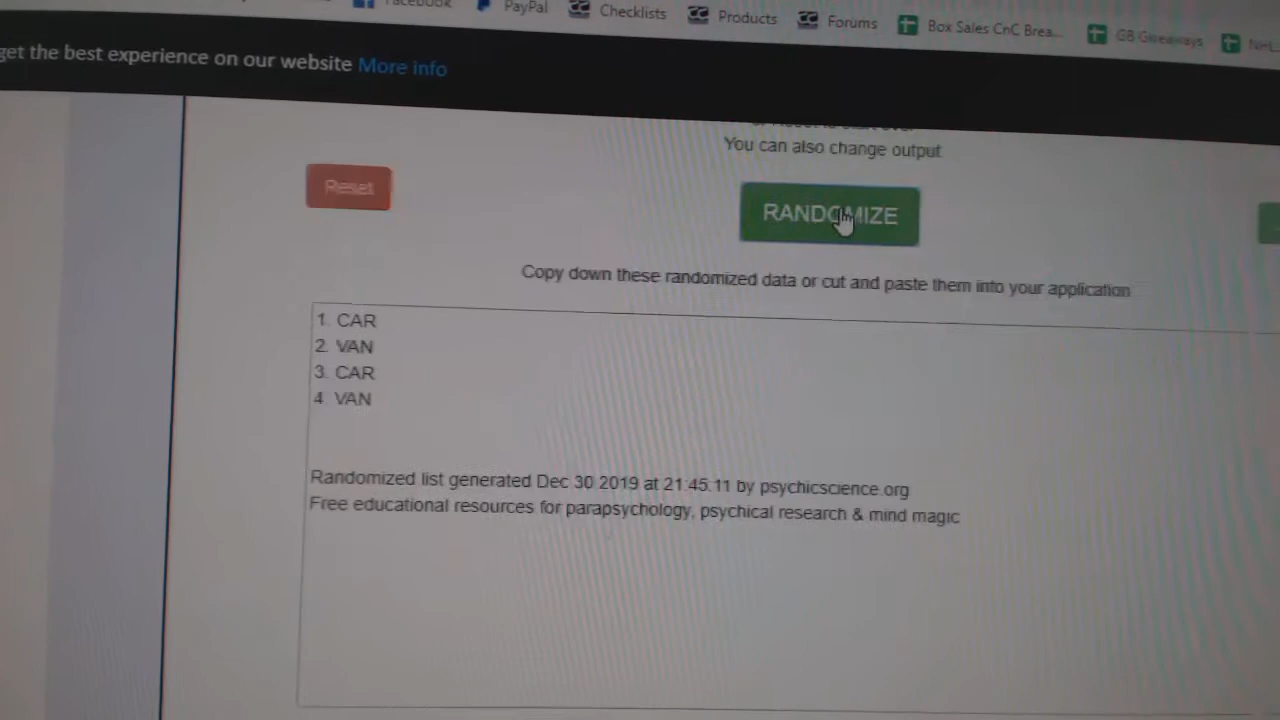 Facebook PayPal Checklists Products Forums Box Sales CnC Brea... GB Giveaways
get the best experience on our website More info
You can also change output
Reset
RANDOMIZE
Copy down these randomized data or cut and paste them into your application
1. CAR
2. VAN
3. CAR
4. VAN
Randomized list generated Dec 30 2019 at 21:45:11 by psychicscience.org
Free educational resources for parapsychology, psychical research & mind magic